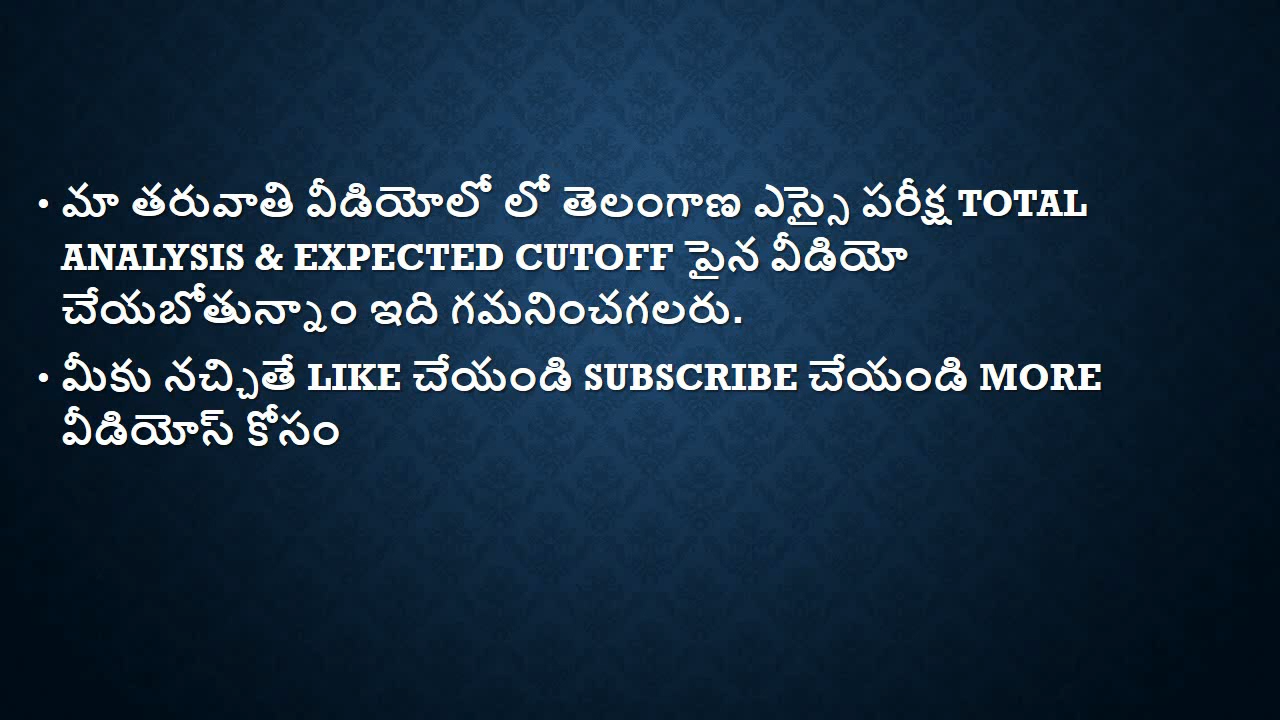 • మా తరువాతి వీడియోలో లో తెలంగాణ ఎస్సై పరీక్ష TOTAL
ANALYSIS & EXPECTED CUTOFF పైన వీడియో
చేయబోతున్నాం ఇది గమనించగలరు.
• మీకు నచ్చితే LIKE చేయండి SUBSCRIBE చేయండి MORE
వీడియోస్ కోసం